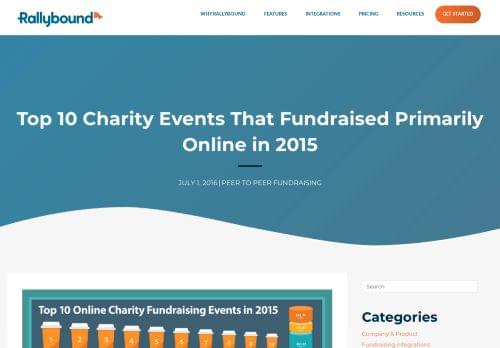 Rallybound
WHY RALLYBOUND
FEATURES
INTEGRATIONS
PRICING
RESOURCES
GET STARTED
Top 10 Charity Events That Fundraised Primarily
Online in 2015
JULY 1, 2016 | PEER TO PEER FUNDRAISING
Search
Top 10 Online Charity Fundraising Events in 2015
1 2 3 4 5 6 7 8 9 10
Categories
Company & Product
Fundraising integrations